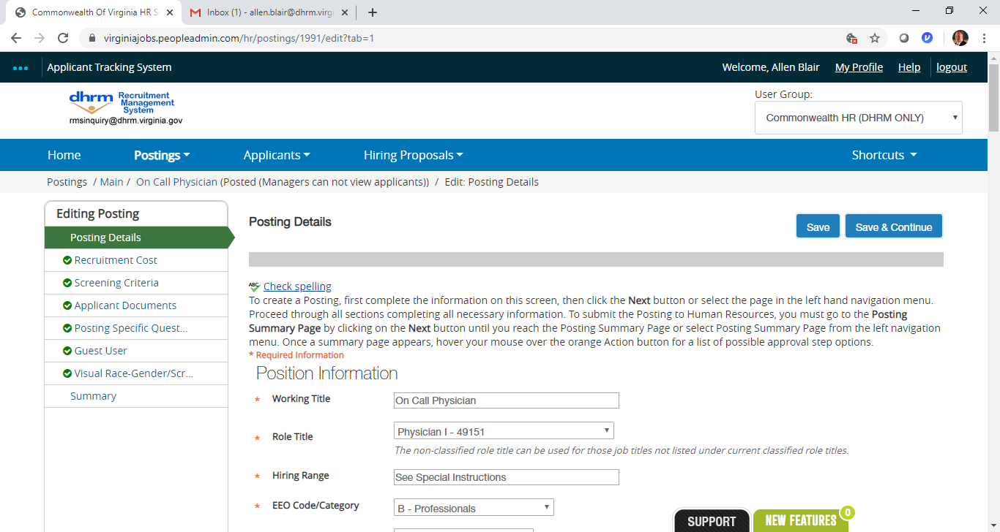 Commonwealth Of Virginia HR S
Inbox (1) - allen.blair@dhrm.virgi
virginiajobs.peopleadmin.com/hr/postings/1991/edit?tab=1
Applicant Tracking System
Welcome, Allen Blair
My Profile
Help
logout
dhrm Recruitment
Management
System
rmsinquiry@dhrm.virginia.gov
User Group:
Commonwealth HR (DHRM ONLY)
Home
Postings
Applicants
Hiring Proposals
Shortcuts
Postings / Main / On Call Physician (Posted (Managers can not view applicants)) / Edit: Posting Details
Editing Posting
Posting Details
Recruitment Cost
Screening Criteria
Applicant Documents
Posting Specific Quest...
Guest User
Visual Race-Gender/Scr...
Summary
Posting Details
Save
Save & Continue
ABC Check spelling
To create a Posting, first complete the information on this screen, then click the Next button or select the page in the left hand navigation menu.
Proceed through all sections completing all necessary information. To submit the Posting to Human Resources, you must go to the Posting
Summary Page by clicking on the Next button until you reach the Posting Summary Page or select Posting Summary Page from the left navigation
menu. Once a summary page appears, hover your mouse over the orange Action button for a list of possible approval step options.
* Required Information
Position Information
* Working Title
On Call Physician
* Role Title
Physician I - 49151
The non-classified role title can be used for those job titles not listed under current classified role titles.
* Hiring Range
See Special Instructions
* EEO Code/Category
B - Professionals
SUPPORT
NEW FEATURES
0